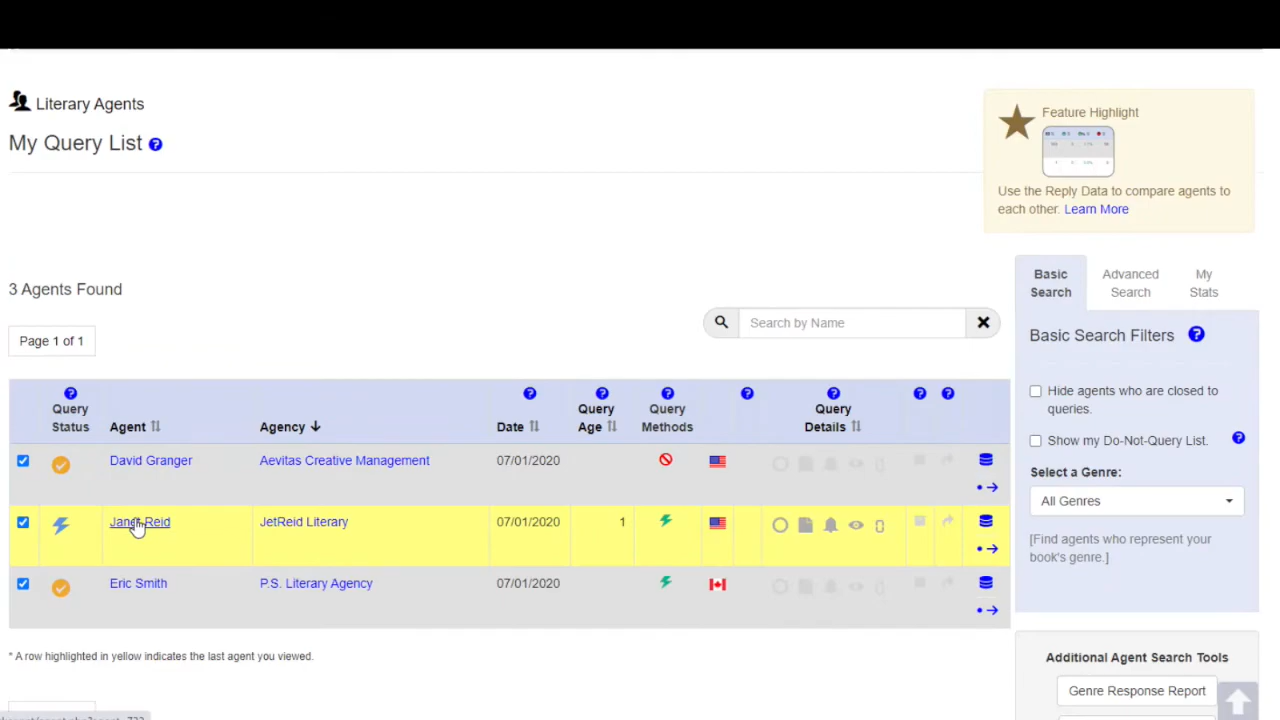 Literary Agents
My Query List
Feature Highlight
Use the Reply Data to compare agents to
each other. Learn More
3 Agents Found
Search by Name
Page 1 of 1
Basic
Search
Advanced
Search
My
Stats
Basic Search Filters
Hide agents who are closed to
queries.
Show my Do-Not-Query List.
Select a Genre:
All Genres
[Find agents who represent your
book's genre.]
Query
Status
Agent
Agency
Date
Query
Age
Query
Methods
Query
Details
David Granger Aevitas Creative Management 07/01/2020
Janet Reid JetReid Literary 07/01/2020 1
Eric Smith P.S. Literary Agency 07/01/2020
* A row highlighted in yellow indicates the last agent you viewed.
Additional Agent Search Tools
Genre Response Report